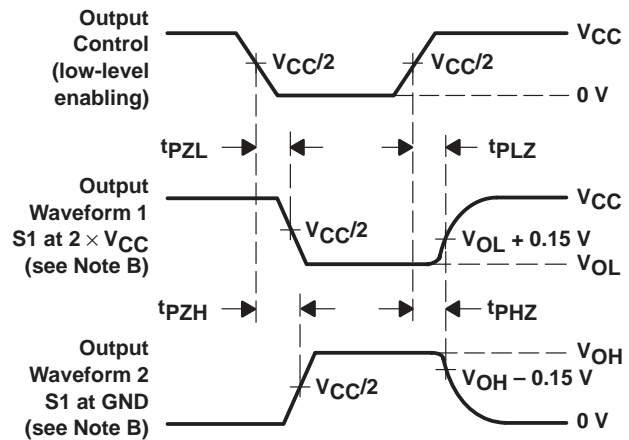 Output
Control
(low-level
enabling)
VCC/2
VCC/2
VCC
0 V
tPZL
tPLZ
Output
Waveform 1
S1 at 2 × VCC
(see Note B)
VCC/2
VCC
VOL + 0.15 V
VOL
tPZH
tPHZ
Output
Waveform 2
S1 at GND
(see Note B)
VCC/2
VOH
VOH − 0.15 V
0 V